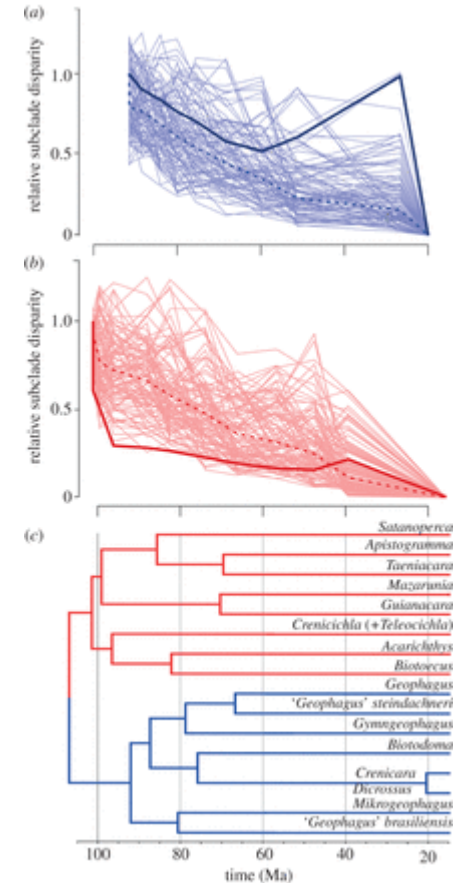 (a)
relative subclade disparity
1.0
0.5
0
(b)
relative subclade disparity
1.0
0.5
0
(c)
Satanoperca
Apistogramma
Taeniacara
Mazarunia
Guianacara
Crenicichla (+Teleocichla)
Acarichthys
Biotoecus
Geophagus
'Geophagus' steindachneri
Gymngeophagus
Biotodoma
Crenicara
Dicrossus
Mikrogeophagus
'Geophagus' brasiliensis
100 80 60 40 20
time (Ma)